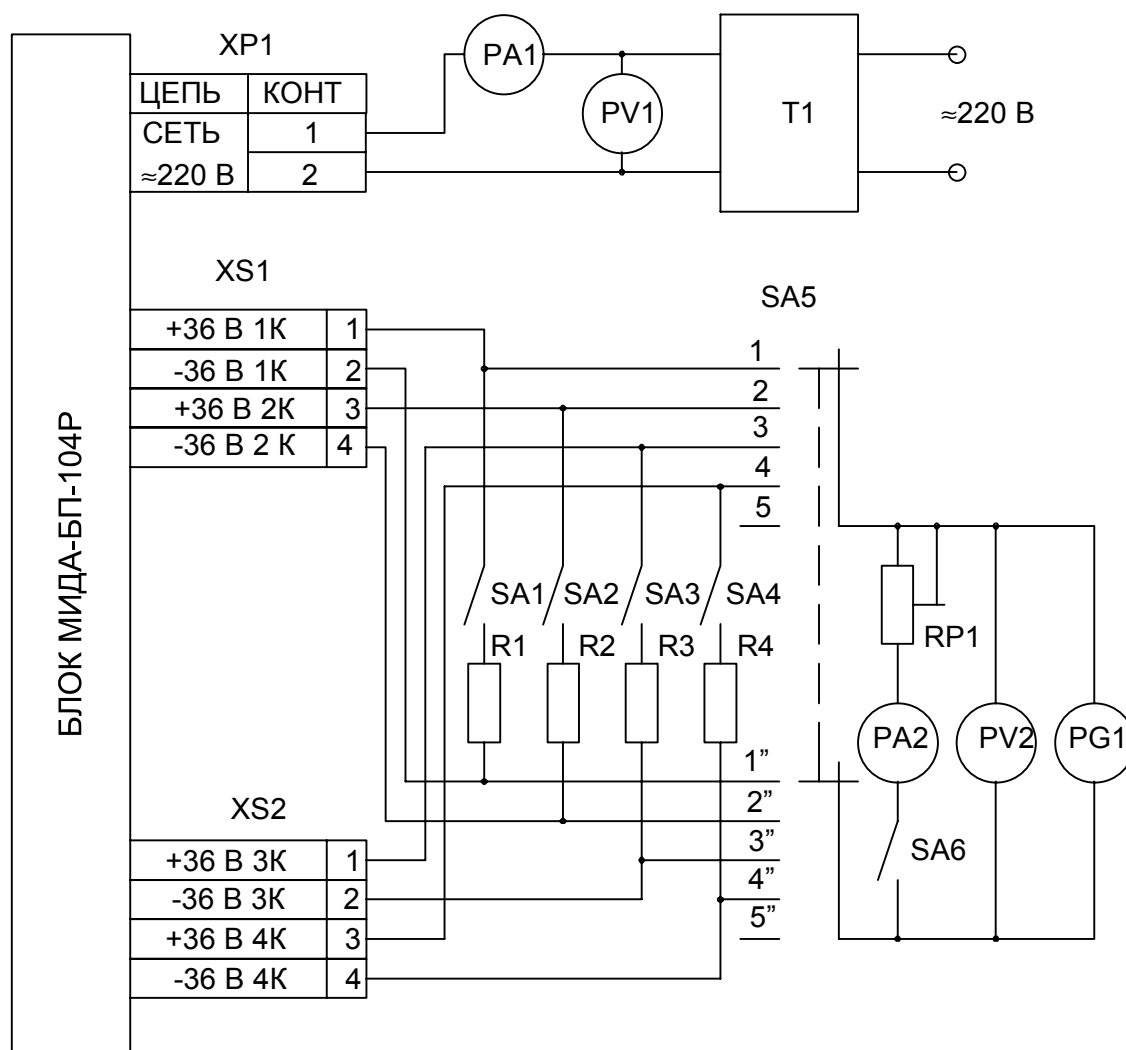 XP1
ЦЕПЬ КОНТ
СЕТЬ 1
≈220 В 2
PA1
PV1
T1
≈220 В
БЛОК МИДА-БП-104Р
XS1
+36 В 1К 1
-36 В 1К 2
+36 В 2К 3
-36 В 2 К 4
SA5
1
2
3
4
5
SA1 SA2 SA3 SA4
R1 R2 R3 R4
RP1
PA2 PV2 PG1
SA6
1”
2”
3”
4”
5”
XS2
+36 В 3К 1
-36 В 3К 2
+36 В 4К 3
-36 В 4К 4